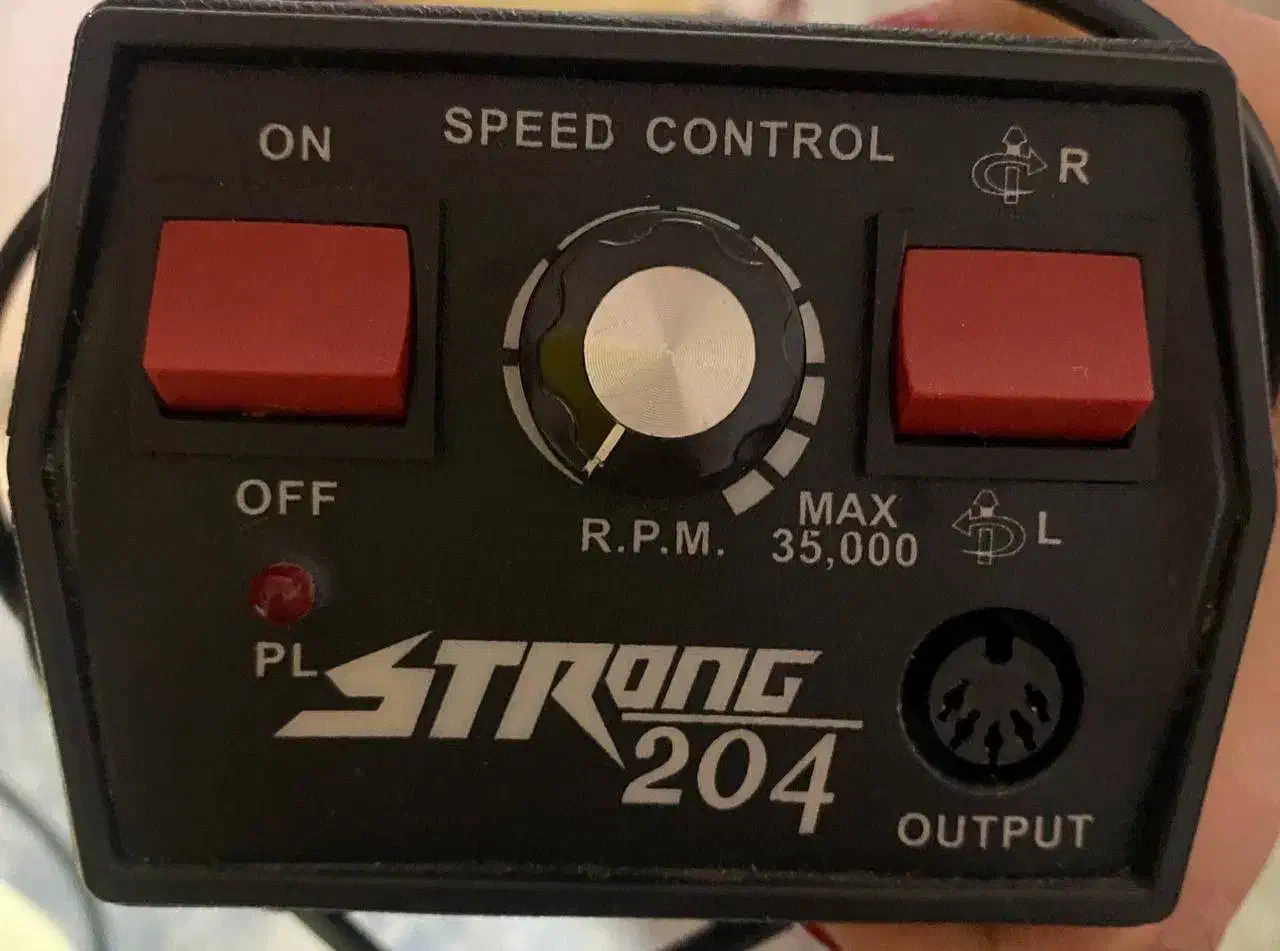 ON
SPEED CONTROL
R
OFF
R.P.M.
MAX
35,000
L
PL
STRONG
204
OUTPUT